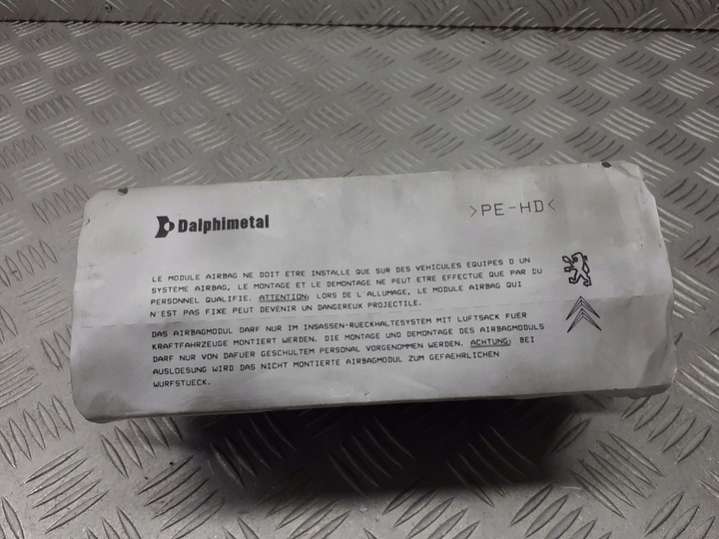 Dalphimetal
>PE-HD<
LE MODULE AIRBAG NE DOIT ETRE INSTALLE QUE SUR DES VEHICULES EQUIPES D UN
SYSTEME AIRBAG, LE MONTAGE ET LE DEMONTAGE NE PEUT ETRE EFFECTUE QUE PAR DU
PERSONNEL QUALIFIE. ATTENTION: LORS DE L'ALLUMAGE, LE MODULE AIRBAG QUI
N'EST PAS FIXE PEUT DEVENIR UN DANGEREUX PROJECTILE.
DAS AIRBAGMODUL DARF NUR IM INSASSEN-RUECKHALTESYSTEM MIT LUFTSACK FUER
KRAFTFAHRZEUGE MONTIERT WERDEN. DIE MONTAGE UND DEMONTAGE DES AIRBAGMODULS
DARF NUR VON DAFUER GESCHULTEM PERSONAL VORGENOMMEN WERDEN. ACHTUNG: BEI
AUSLOESUNG WIRD DAS NICHT MONTIERTE AIRBAGMODUL ZUM GEFAEHRLICHEN
WURFSTUECK.